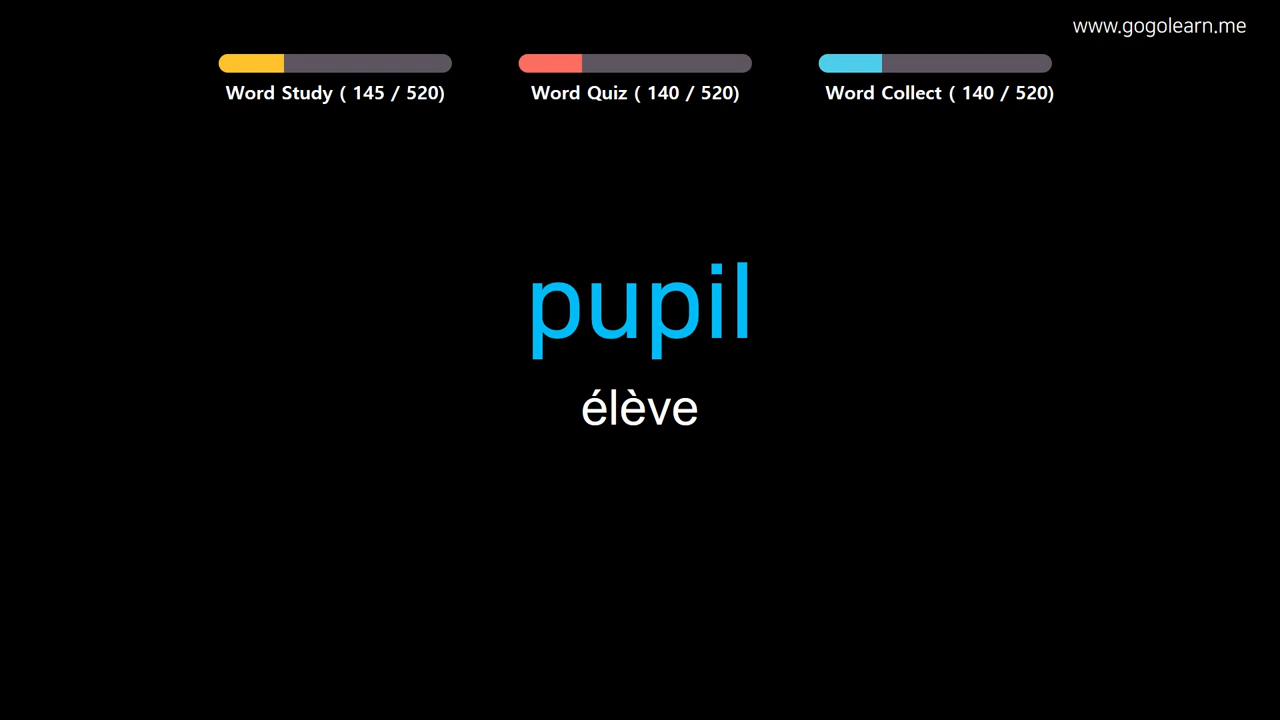 www.gogolearn.me
Word Study ( 145 / 520)
Word Quiz ( 140 / 520)
Word Collect ( 140 / 520)
pupil
élève